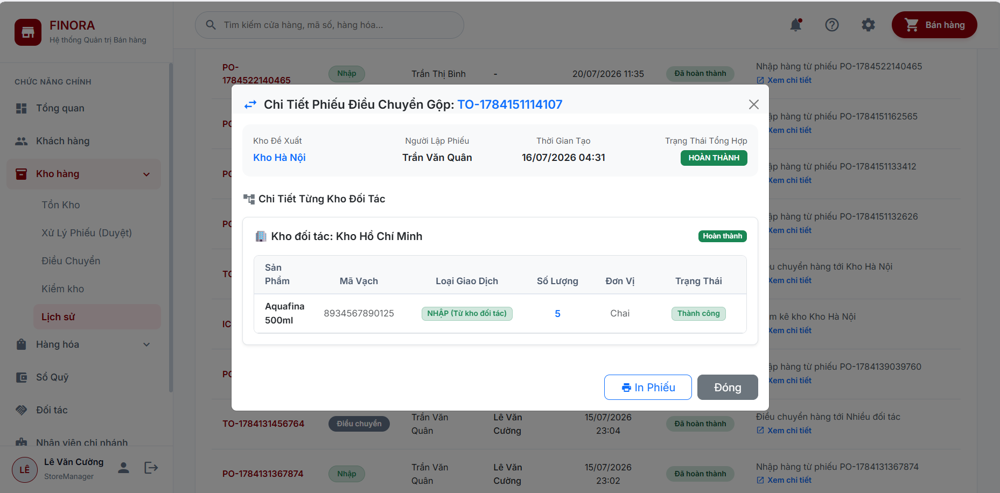 FINORA
Hệ thống Quản trị Bán hàng
Tìm kiếm cửa hàng, mã số, hàng hóa...
Bán hàng
CHỨC NĂNG CHÍNH
Tổng quan
Khách hàng
Kho hàng
Tồn Kho
Xử Lý Phiếu (Duyệt)
Điều Chuyển
Kiểm kho
Lịch sử
Hàng hóa
Sổ Quỹ
Đối tác
Nhân viên chi nhánh
LÊ
Lê Văn Cường
StoreManager
PO-
1784522140465
Nhập
Trần Thị Bình
-
20/07/2026 11:35
Đã hoàn thành
Nhập hàng từ phiếu PO-1784522140465
Xem chi tiết
Chi Tiết Phiếu Điều Chuyển Gộp: TO-1784151114107
Kho Đề Xuất
Kho Hà Nội
Người Lập Phiếu
Trần Văn Quân
Thời Gian Tạo
16/07/2026 04:31
Trạng Thái Tổng Hợp
HOÀN THÀNH
Chi Tiết Từng Kho Đối Tác
Kho đối tác: Kho Hồ Chí Minh
Hoàn thành
Sản
Phẩm
Mã Vạch
Loại Giao Dịch
Số Lượng
Đơn Vị
Trạng Thái
Aquafina
500ml
8934567890125
NHẬP (Từ kho đối tác)
5
Chai
Thành công
In Phiếu
Đóng
hàng từ phiếu PO-1784151162565
Xem chi tiết
hàng từ phiếu PO-1784151133412
Xem chi tiết
hàng từ phiếu PO-1784151132626
Xem chi tiết
TO
chuyển hàng tới Kho Hà Nội
Xem chi tiết
IC
kê kho Kho Hà Nội
Xem chi tiết
hàng từ phiếu PO-1784139039760
Xem chi tiết
TO-1784131456764
Điều chuyển
Trần Văn
Quân
Lê Văn
Cường
15/07/2026
23:04
Đã hoàn thành
Điều chuyển hàng tới Nhiều đối tác
Xem chi tiết
PO-1784131367874
Nhập
Trần Văn
Quân
Lê Văn
Cường
15/07/2026
23:02
Đã hoàn thành
Nhập hàng từ phiếu PO-1784131367874
Xem chi tiết